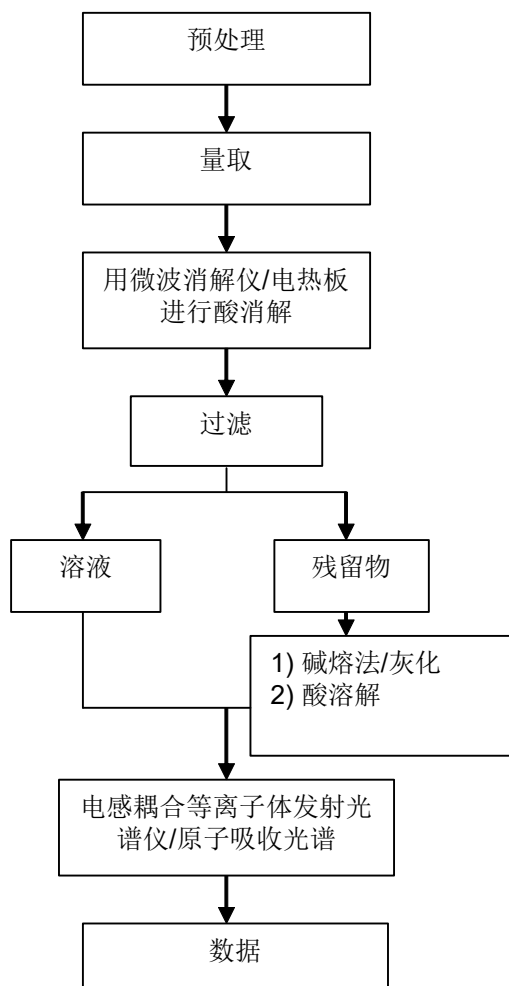 预处理
量取
用微波消解仪/电热板
进行酸消解
过滤
溶液
残留物
1) 碱熔法/灰化
2) 酸溶解
电感耦合等离子体发射光
谱仪/原子吸收光谱
数据